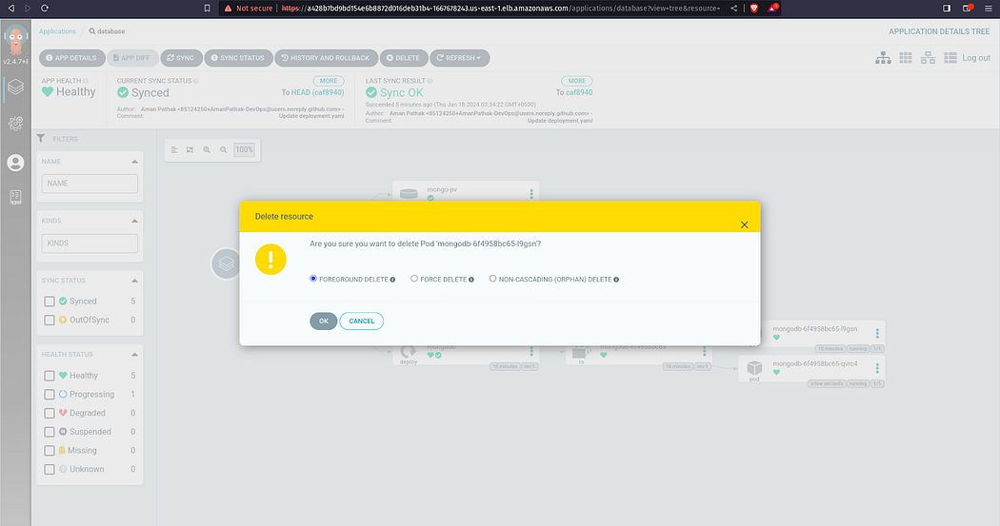 Not secure https://a428b7bd9bd154e6b8872d016deb31b4-1667678243.us-east-1.elb.amazonaws.com/applications/database?view=tree&resource=
Applications database APPLICATION DETAILS TREE
v2.4.7+f
APP DETAILS APP DIFF SYNC SYNC STATUS HISTORY AND ROLLBACK DELETE REFRESH Log out
APP HEALTH CURRENT SYNC STATUS MORE LAST SYNC RESULT MORE
Healthy Synced To HEAD (caf8940) Sync OK To caf8940
Succeeded 5 minutes ago (Thu Jan 18 2024 03:34:22 GMT+0530)
Author: Aman Pathak <85124250+AmanPathak-DevOps@users.noreply.github.com> -
Comment: Update deployment.yaml
Author: Aman Pathak <85124250+AmanPathak-DevOps@users.noreply.github.com> -
Comment: Update deployment.yaml
FILTERS
100%
NAME
NAME
KINDS
KINDS
SYNC STATUS
Synced 5
OutOfSync 0
HEALTH STATUS
Healthy 5
Progressing 1
Degraded 0
Suspended 0
Missing 0
Unknown 0
mongo-pv
Delete resource
Are you sure you want to delete Pod 'mongodb-6f4958bc65-l9gsn'?
FOREGROUND DELETE FORCE DELETE NON-CASCADING (ORPHAN) DELETE
OK CANCEL
mongodb-6f4958bc65-l9gsn
16 minutes running 1/1
mongodb
deploy
16 minutes rev:1
mongodb-6f4958bc65
rs
16 minutes rev:1
mongodb-6f4958bc65-qvrc4
pod
a few seconds running 1/1